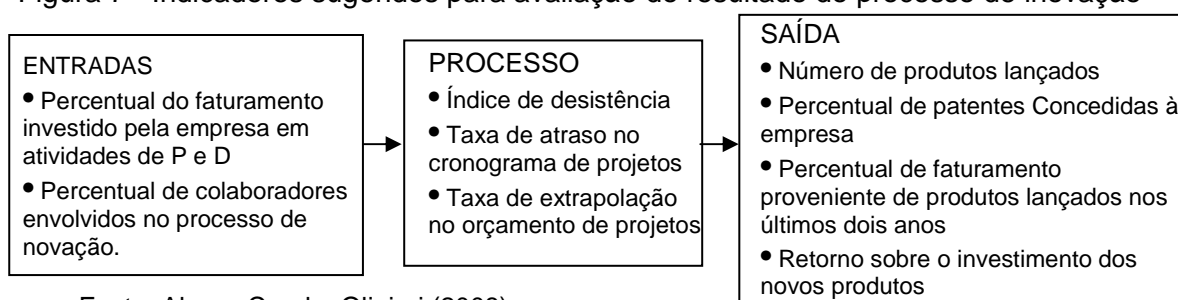 Figura – Indicadores sugeridos para avaliação do resultado do processo de inovação
ENTRADAS
• Percentual do faturamento
investido pela empresa em
atividades de P e D
• Percentual de colaboradores
envolvidos no processo de
novação.
PROCESSO
• Índice de desistência
• Taxa de atraso no
cronograma de projetos
• Taxa de extrapolação
no orçamento de projetos
SAÍDA
• Número de produtos lançados
• Percentual de patentes Concedidas à
empresa
• Percentual de faturamento
proveniente de produtos lançados nos
últimos dois anos
• Retorno sobre o investimento dos
novos produtos
Fonte: